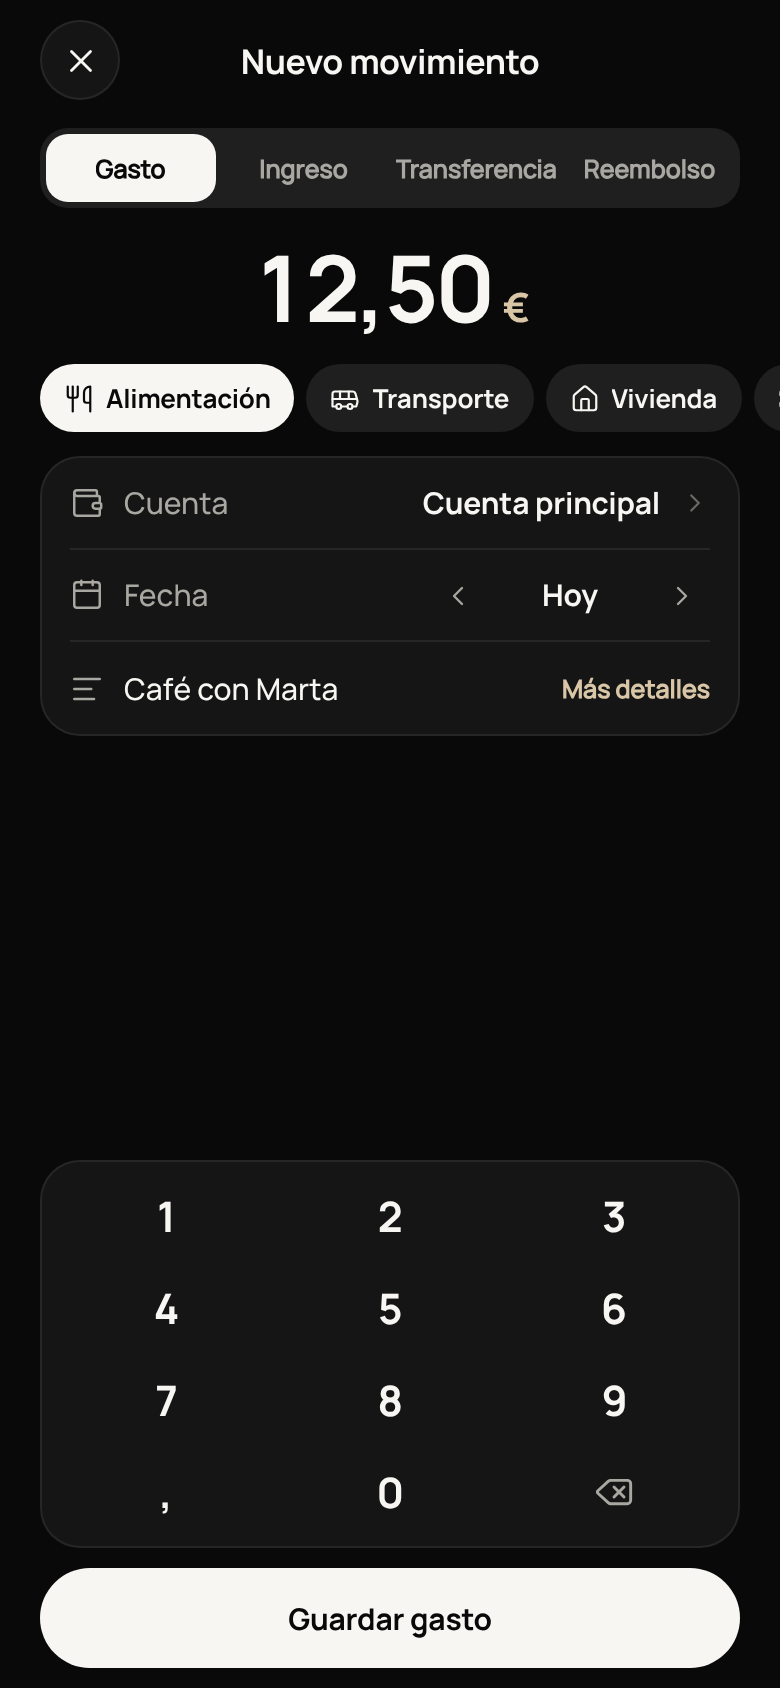 Nuevo movimiento
Gasto Ingreso Transferencia Reembolso
12,50 €
Alimentación Transporte Vivienda
Cuenta Cuenta principal
Fecha Hoy
Café con Marta Más detalles
1 2 3
4 5 6
7 8 9
, 0
Guardar gasto